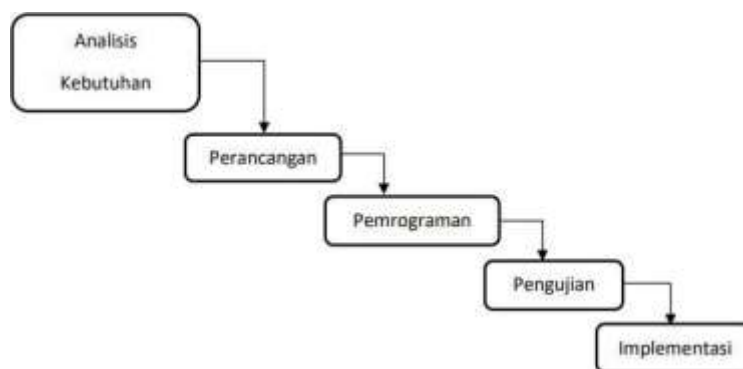 Analisis
Kebutuhan
Perancangan
Pemrograman
Pengujian
Implementasi